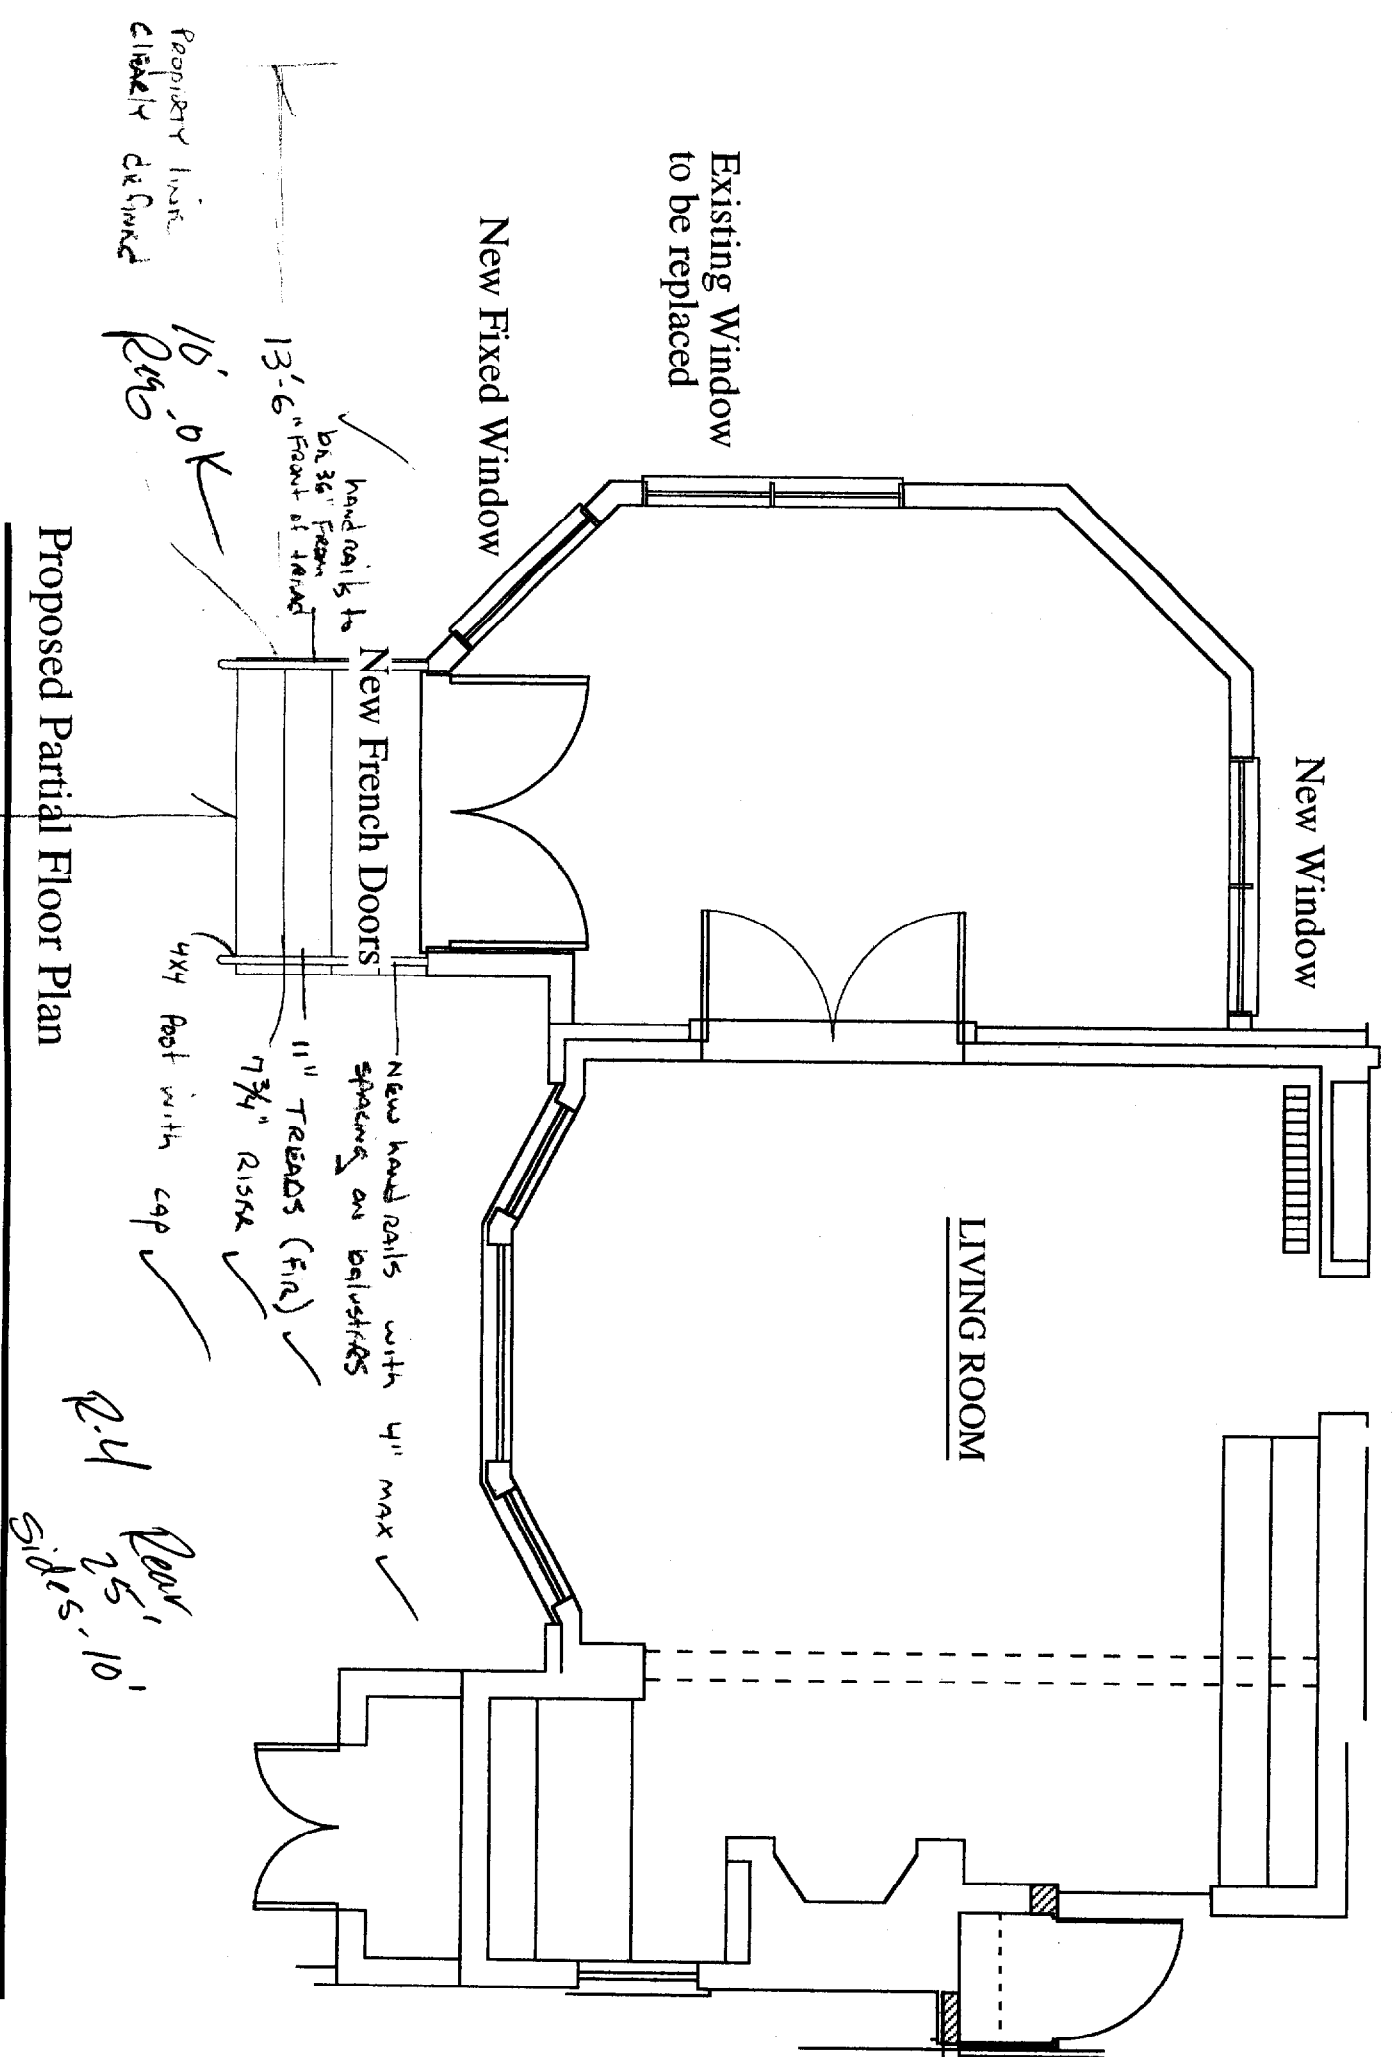 New Window
Existing Window
to be replaced
LIVING ROOM
New Fixed Window
handrails to
be 36" From
Front of tread
13'-6"
New French Doors
New handrails with 4" MAX
spacing on balusters
11" TREADS (FIR)
7 3/4" RISER
4x4 Post with cap
10'
Req - OK
Property line
clearly defined
R-4
Rear
25'
Sides - 10'
Proposed Partial Floor Plan